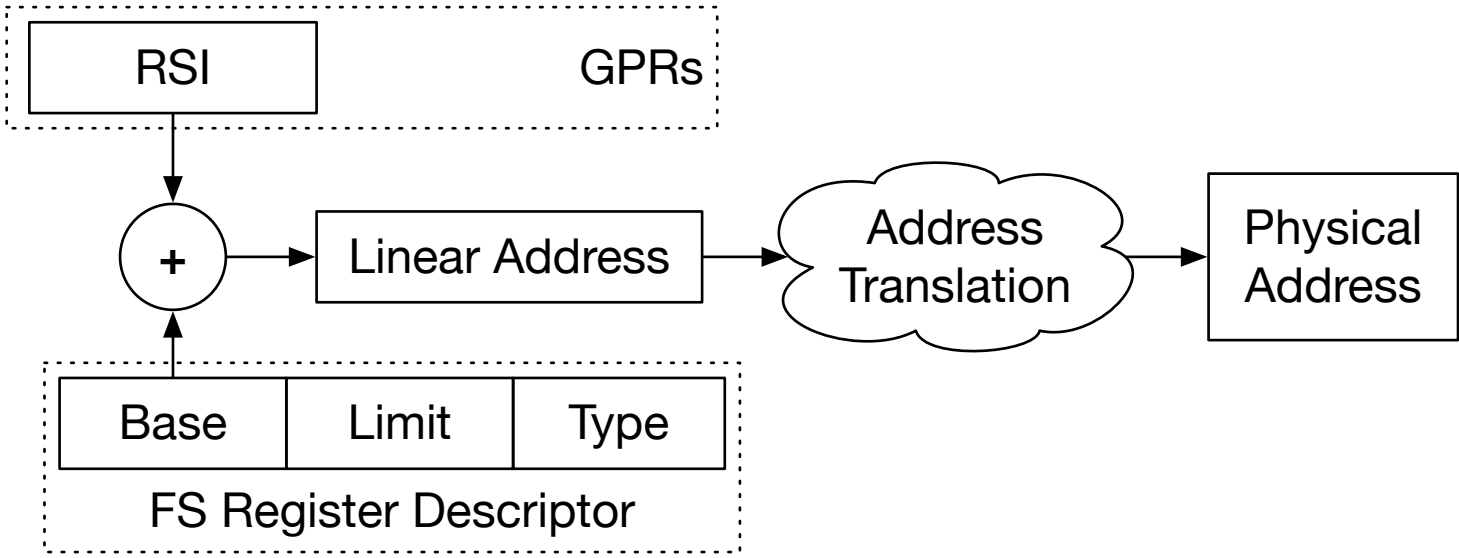 RSI
GPRs
+
Linear Address
Address
Translation
Physical
Address
Base
Limit
Type
FS Register Descriptor